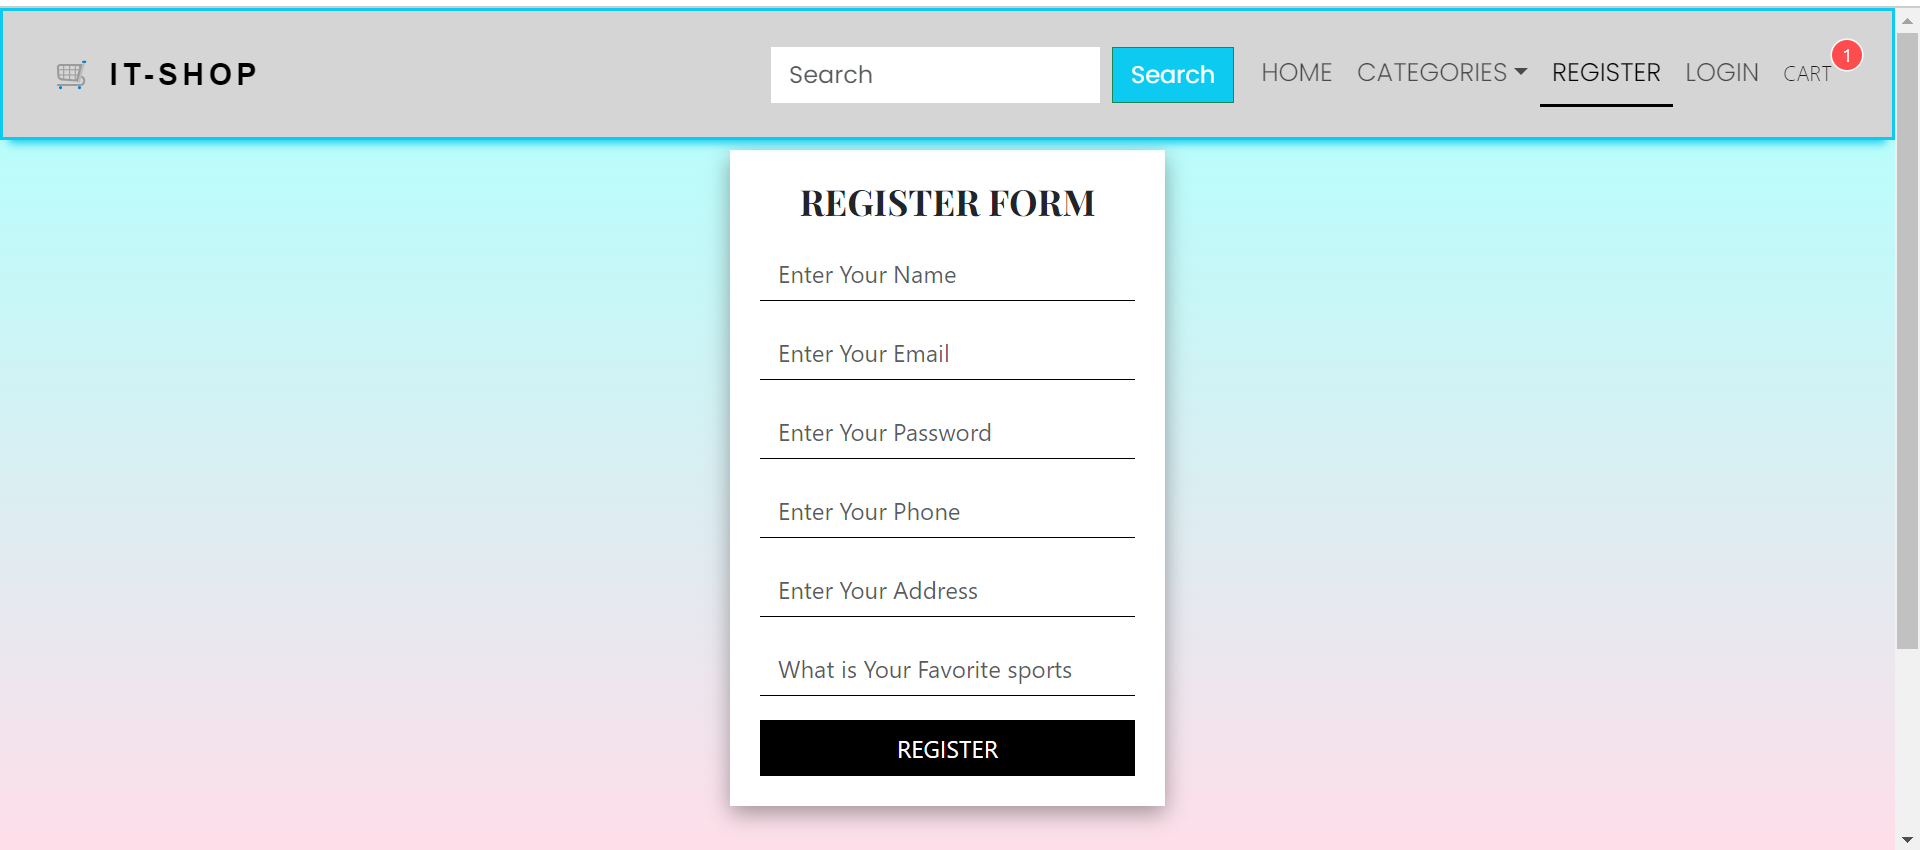 IT-SHOP
Search
Search
HOME
CATEGORIES
REGISTER
LOGIN
CART
1
REGISTER FORM
Enter Your Name
Enter Your Email
Enter Your Password
Enter Your Phone
Enter Your Address
What is Your Favorite sports
REGISTER